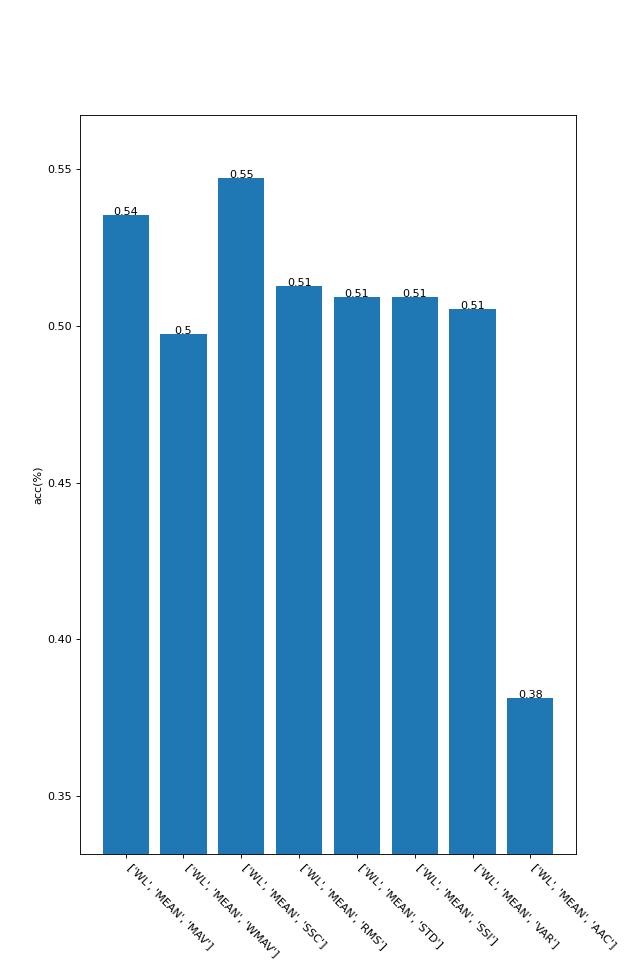 0.55
0.50
0.45
0.40
0.35
acc(%)
0.54
0.5
0.55
0.51
0.51
0.51
0.51
0.38
['WL', 'MEAN', 'MAV']
['WL', 'MEAN', 'WMAV']
['WL', 'MEAN', 'SSC']
['WL', 'MEAN', 'RMS']
['WL', 'MEAN', 'STD']
['WL', 'MEAN', 'SSI']
['WL', 'MEAN', 'VAR']
['WL', 'MEAN', 'AAC']